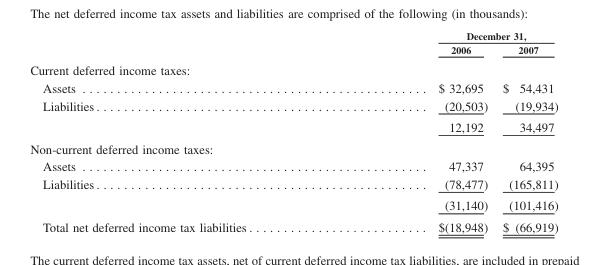 The net deferred income tax assets and liabilities are comprised of the following (in thousands):
December 31,
2006 2007
Current deferred income taxes:
Assets .................................................. $ 32,695 $ 54,431
Liabilities ................................................ (20,503) (19,934)
12,192 34,497
Non-current deferred income taxes:
Assets .................................................. 47,337 64,395
Liabilities ................................................ (78,477) (165,811)
(31,140) (101,416)
Total net deferred income tax liabilities .......................... $(18,948) $ (66,919)
The current deferred income tax assets, net of current deferred income tax liabilities, are included in prepaid